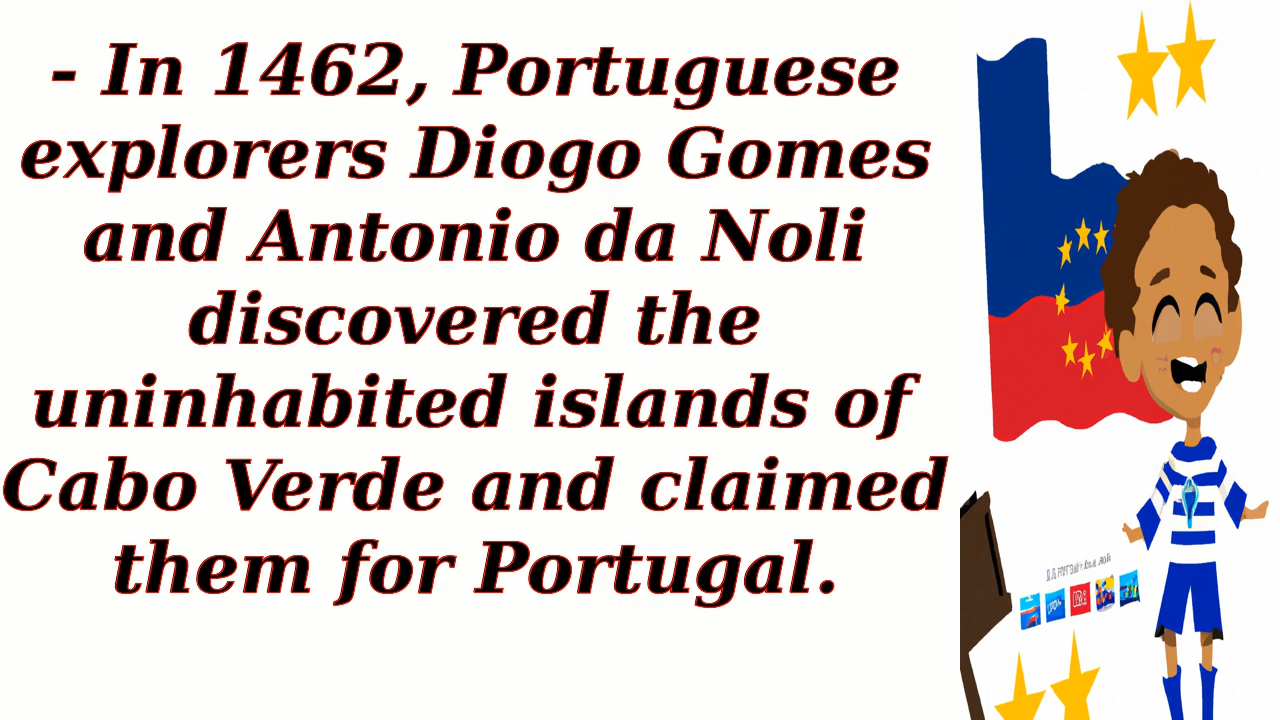 - In 1462, Portuguese
explorers Diogo Gomes
and Antonio da Noli
discovered the
uninhabited islands of
Cabo Verde and claimed
them for Portugal.